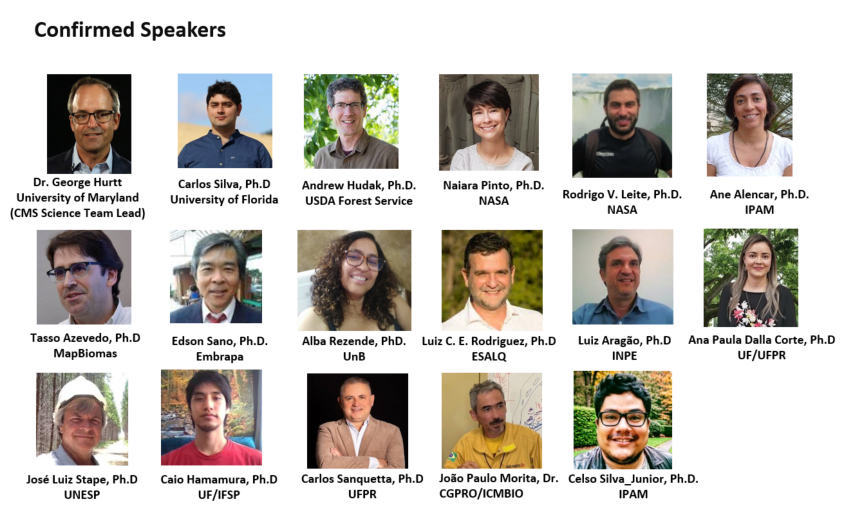 Confirmed Speakers
Dr. George Hurtt
University of Maryland
(CMS Science Team Lead)
Carlos Silva, Ph.D
University of Florida
Andrew Hudak, Ph.D.
USDA Forest Service
Naiara Pinto, Ph.D.
NASA
Rodrigo V. Leite, Ph.D.
NASA
Ane Alencar, Ph.D.
IPAM
Tasso Azevedo, Ph.D
MapBiomas
Edson Sano, Ph.D.
Embrapa
Alba Rezende, PhD.
UnB
Luiz C. E. Rodriguez, Ph.D
ESALQ
Luiz Aragão, Ph.D
INPE
Ana Paula Dalla Corte, Ph.D
UF/UFPR
José Luiz Stape, Ph.D
UNESP
Caio Hamamura, Ph.D
UF/IFSP
Carlos Sanquetta, Ph.D
UFPR
João Paulo Morita, Dr.
CGPRO/ICMBIO
Celso Silva_Junior, Ph.D.
IPAM